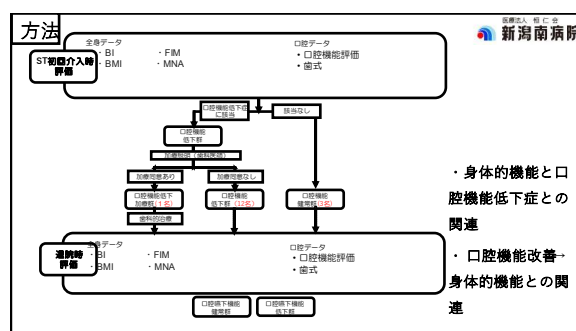 方法
医療法人 恒仁会
新潟南病院
ST初回介入時
評価
全身データ
・BI ・FIM
・BMI ・MNA
口腔データ
・口腔機能評価
・歯式
口腔機能低下症
に該当
該当なし
口腔機能
低下群
加療説明（歯科医師）
加療同意あり
加療同意なし
口腔機能低下
加療群(1名)
口腔機能
低下群(12名)
口腔機能
健常群(3名)
歯科的治療
・身体的機能と口
腔機能低下症との
関連
退院時
評価
全身データ
・BI ・FIM
・BMI ・MNA
口腔データ
・口腔機能評価
・歯式
・口腔機能改善→
身体的機能との関
連
口腔嚥下機能
健常群
口腔嚥下機能
低下群